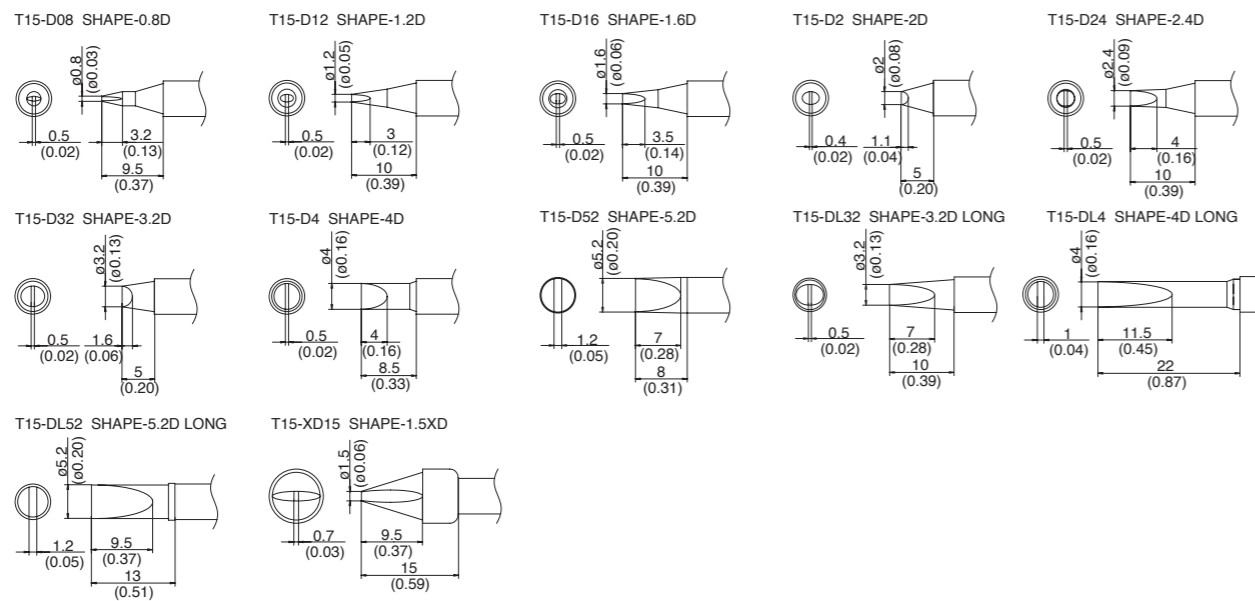 T15-D08 SHAPE-0.8D
ø0.8
(ø0.03)
0.5
(0.02)
3.2
(0.13)
9.5
(0.37)
T15-D12 SHAPE-1.2D
ø1.2
(ø0.05)
0.5
(0.02)
3
(0.12)
10
(0.39)
T15-D16 SHAPE-1.6D
ø1.6
(ø0.06)
0.5
(0.02)
3.5
(0.14)
10
(0.39)
T15-D2 SHAPE-2D
ø2
(ø0.08)
0.4
(0.02)
1.1
(0.04)
5
(0.20)
T15-D24 SHAPE-2.4D
ø2.4
(ø0.09)
0.5
(0.02)
4
(0.16)
10
(0.39)
T15-D32 SHAPE-3.2D
ø3.2
(ø0.13)
0.5
(0.02)
1.6
(0.06)
5
(0.20)
T15-D4 SHAPE-4D
ø4
(ø0.16)
0.5
(0.02)
4
(0.16)
8.5
(0.33)
T15-D52 SHAPE-5.2D
ø5.2
(ø0.20)
1.2
(0.05)
7
(0.28)
8
(0.31)
T15-DL32 SHAPE-3.2D LONG
ø3.2
(ø0.13)
0.5
(0.02)
7
(0.28)
10
(0.39)
T15-DL4 SHAPE-4D LONG
ø4
(ø0.16)
1
(0.04)
11.5
(0.45)
22
(0.87)
T15-DL52 SHAPE-5.2D LONG
ø5.2
(ø0.20)
1.2
(0.05)
9.5
(0.37)
13
(0.51)
T15-XD15 SHAPE-1.5XD
ø1.5
(ø0.06)
0.7
(0.03)
9.5
(0.37)
15
(0.59)